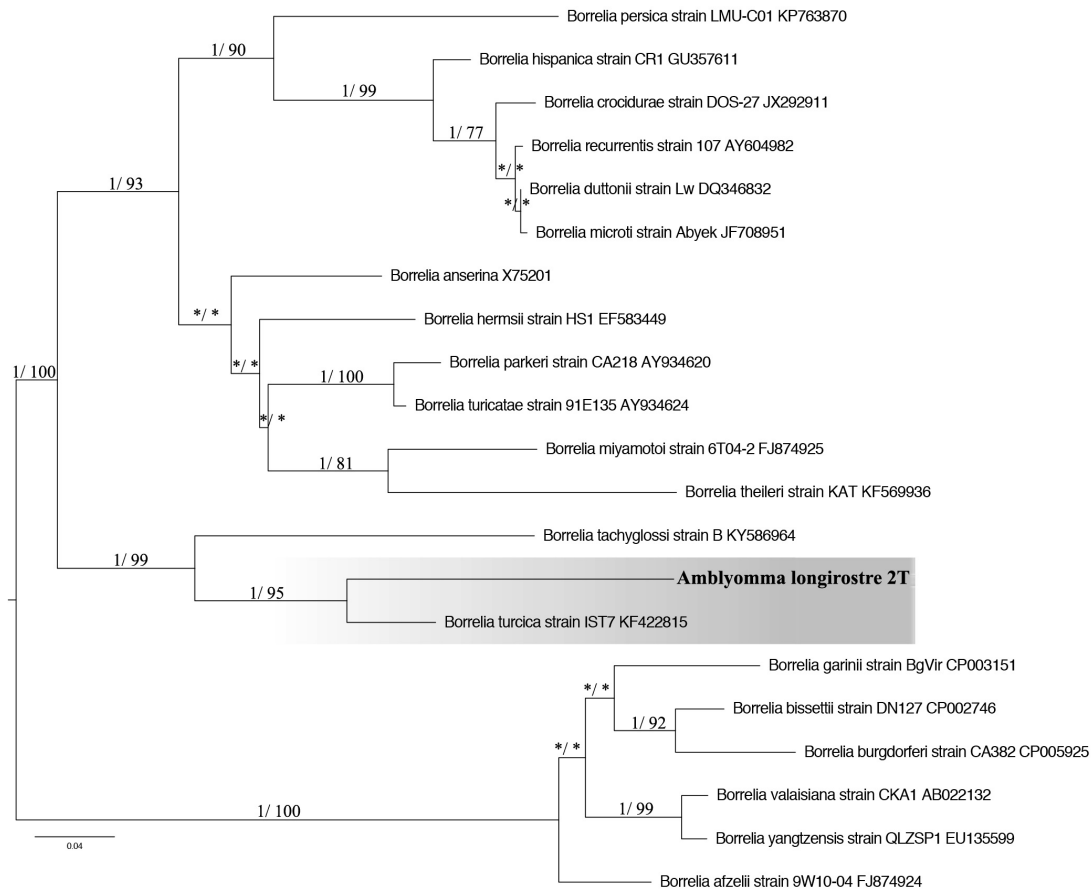 Borrelia persica strain LMU-C01 KP763870
1/ 90
Borrelia hispanica strain CR1 GU357611
1/ 99
Borrelia crocidurae strain DOS-27 JX292911
1/ 77
Borrelia recurrentis strain 107 AY604982
*/ *
1/ 93
Borrelia duttonii strain Lw DQ346832
*/ *
Borrelia microti strain Abyek JF708951
Borrelia anserina X75201
*/ *
Borrelia hermsii strain HS1 EF583449
*/ *
Borrelia parkeri strain CA218 AY934620
1/ 100
1/ 100
Borrelia turicatae strain 91E135 AY934624
*/ *
Borrelia miyamotoi strain 6T04-2 FJ874925
1/ 81
Borrelia theileri strain KAT KF569936
Borrelia tachyglossi strain B KY586964
1/ 99
Amblyomma longirostre 2T
1/ 95
Borrelia turcica strain IST7 KF422815
Borrelia garinii strain BgVir CP003151
*/ *
Borrelia bissettii strain DN127 CP002746
1/ 92
*/ *
Borrelia burgdorferi strain CA382 CP005925
Borrelia valaisiana strain CKA1 AB022132
1/ 99
1/ 100
Borrelia yangtzensis strain QLZSP1 EU135599
0.04
Borrelia afzelii strain 9W10-04 FJ874924